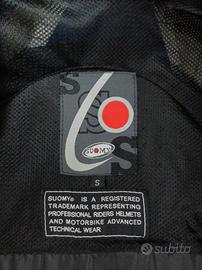 S
S
SUOMY
S
SUOMY® IS A REGISTERED
TRADEMARK REPRESENTING
PROFESSIONAL RIDERS HELMETS
AND MOTORBIKE ADVANCED
TECHNICAL WEAR
subito